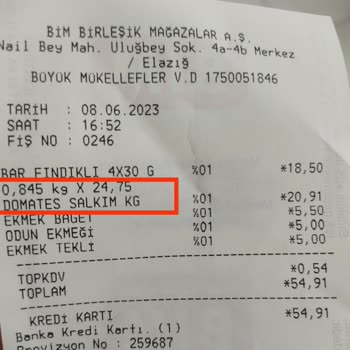 BİM BİRLEŞİK MAĞAZALAR A.Ş.
Nail Bey Mah. Uluğbey Sok. 4a-4b Merkez
/ Elazığ
BÜYÜK MÜKELLEFLER V.D 1750051846
TARİH : 08.06.2023
SAAT : 16:52
FİŞ NO : 0246
BAR FINDIKLI 4X30 G %01 *18,50
0,845 kg X 24,75
DOMATES SALKIM KG %01 *20,91
EKMEK BAGET %01 *5,50
ODUN EKMEĞİ %01 *5,00
EKMEK TEKLİ %01 *5,00
TOPKDV *0,54
TOPLAM *54,91
KREDİ KARTI *54,91
Banka Kredi Kartı. (1)
Provizyon No : 259687